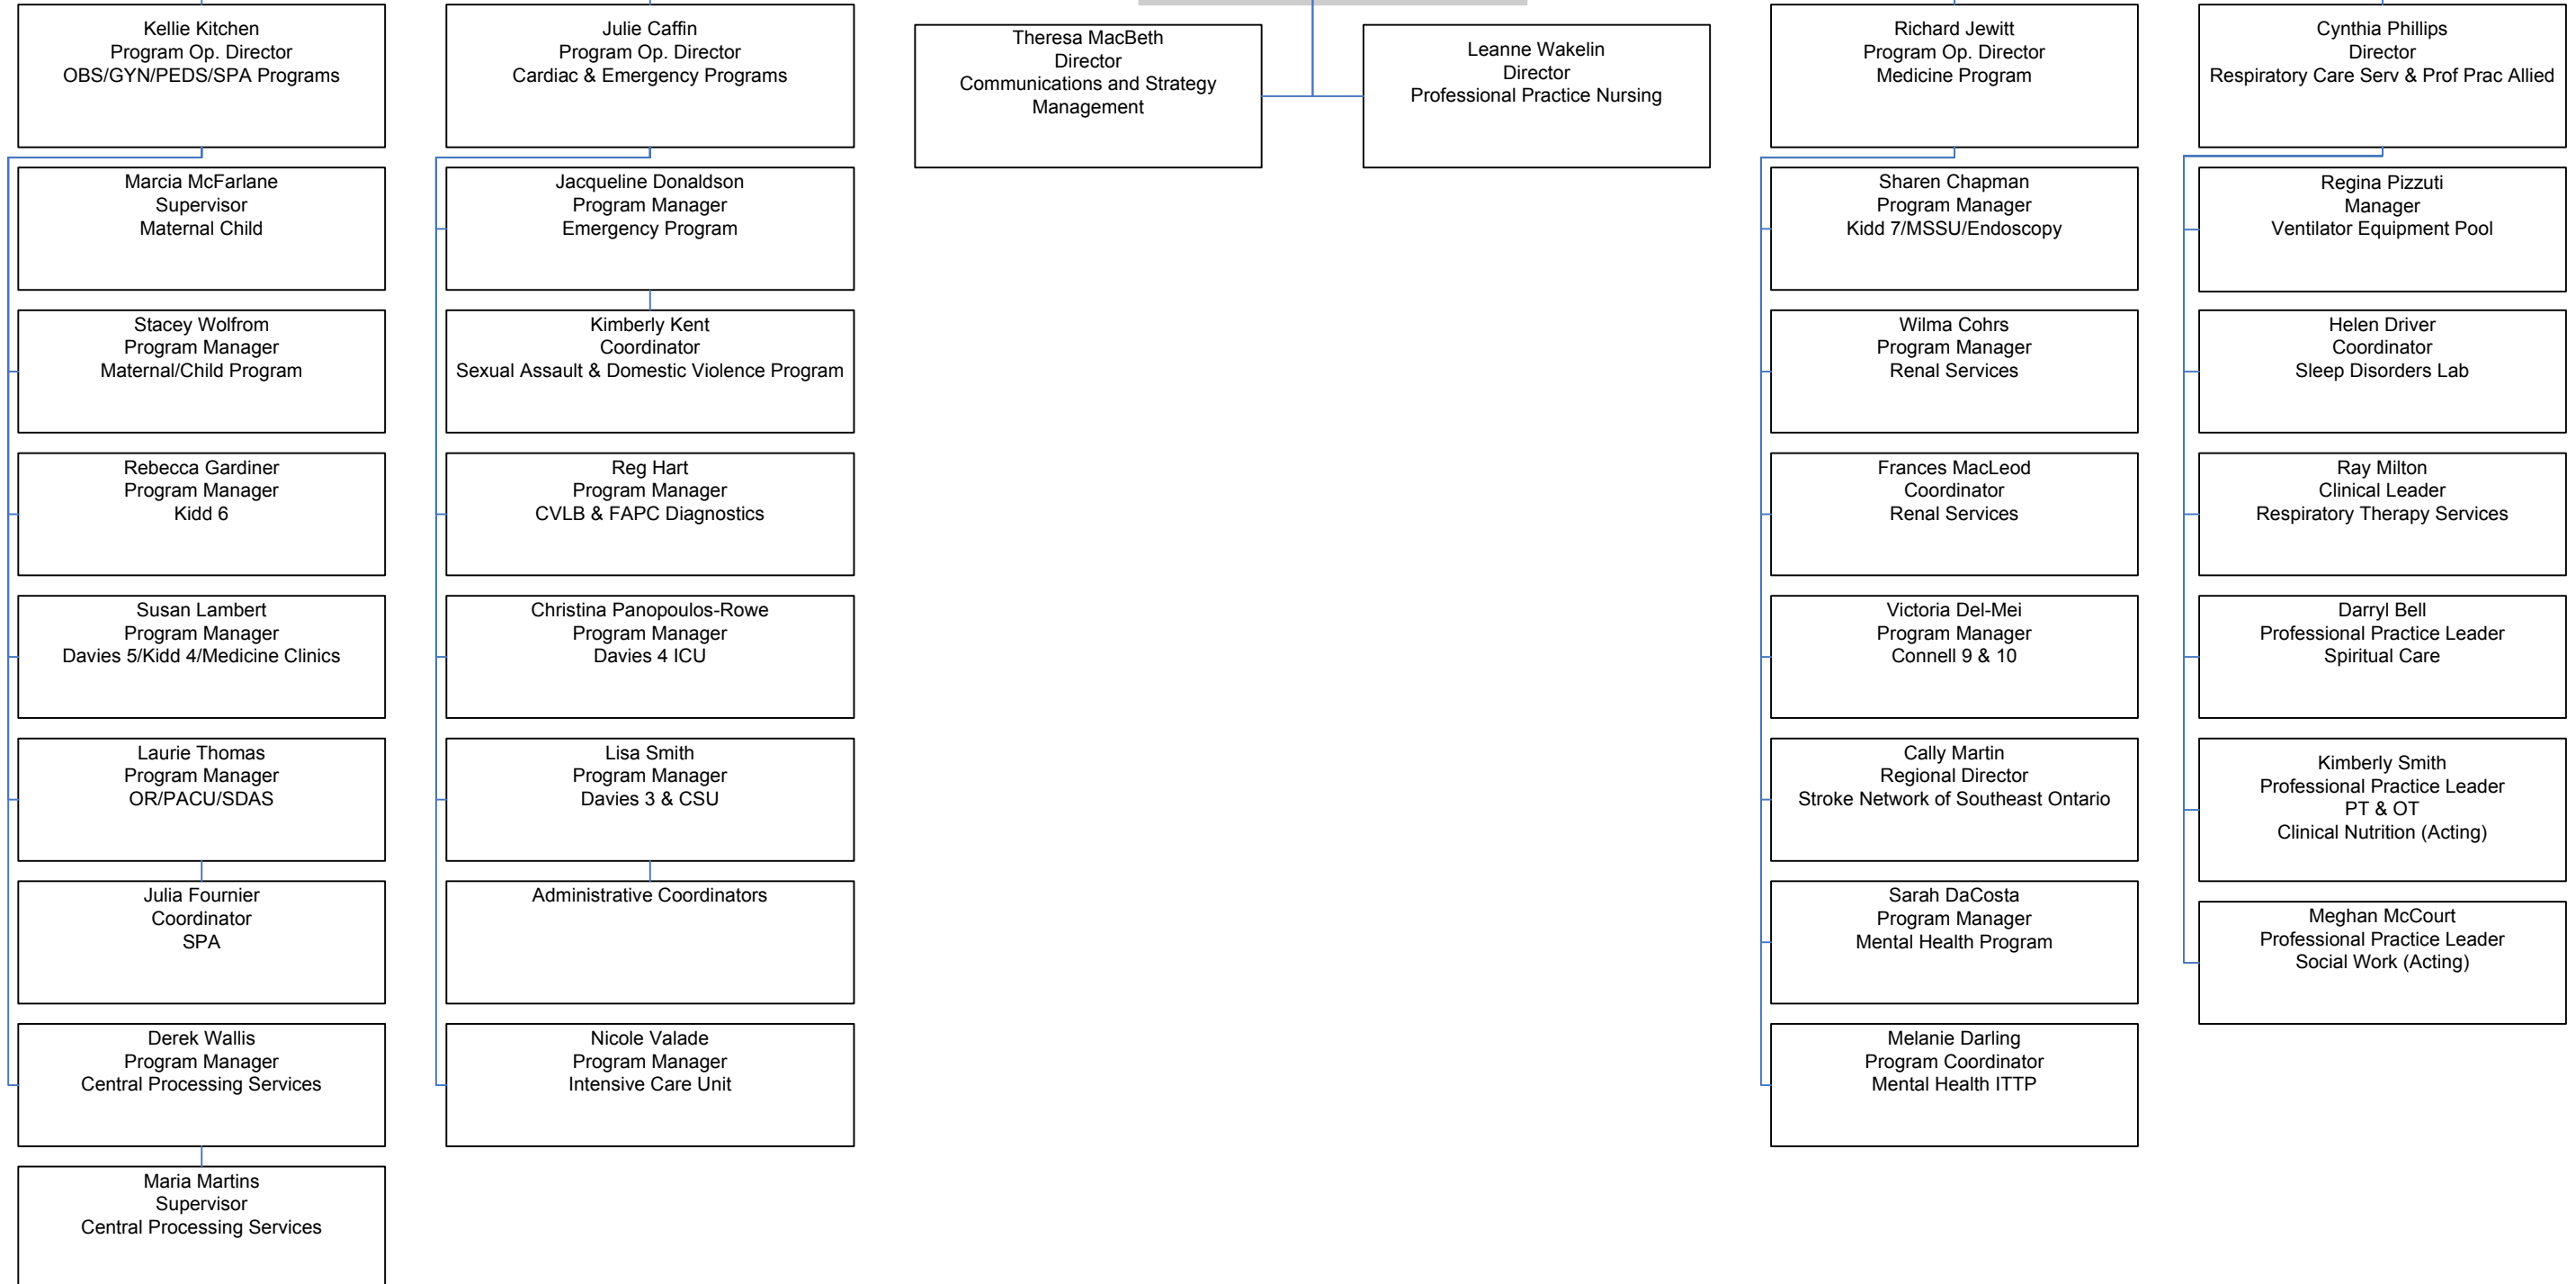 Kellie Kitchen
Program Op. Director
OBS/GYN/PEDS/SPA Programs
Marcia McFarlane
Supervisor
Maternal Child
Stacey Wolfrom
Program Manager
Maternal/Child Program
Rebecca Gardiner
Program Manager
Kidd 6
Susan Lambert
Program Manager
Davies 5/Kidd 4/Medicine Clinics
Laurie Thomas
Program Manager
OR/PACU/SDAS
Julia Fournier
Coordinator
SPA
Derek Wallis
Program Manager
Central Processing Services
Maria Martins
Supervisor
Central Processing Services
Julie Caffin
Program Op. Director
Cardiac & Emergency Programs
Jacqueline Donaldson
Program Manager
Emergency Program
Kimberly Kent
Coordinator
Sexual Assault & Domestic Violence Program
Reg Hart
Program Manager
CVLB & FAPC Diagnostics
Christina Panopoulos-Rowe
Program Manager
Davies 4 ICU
Lisa Smith
Program Manager
Davies 3 & CSU
Administrative Coordinators
Nicole Valade
Program Manager
Intensive Care Unit
Theresa MacBeth
Director
Communications and Strategy
Management
Leanne Wakelin
Director
Professional Practice Nursing
Richard Jewitt
Program Op. Director
Medicine Program
Sharen Chapman
Program Manager
Kidd 7/MSSU/Endoscopy
Wilma Cohrs
Program Manager
Renal Services
Frances MacLeod
Coordinator
Renal Services
Victoria Del-Mei
Program Manager
Connell 9 & 10
Cally Martin
Regional Director
Stroke Network of Southeast Ontario
Sarah DaCosta
Program Manager
Mental Health Program
Melanie Darling
Program Coordinator
Mental Health ITTP
Cynthia Phillips
Director
Respiratory Care Serv & Prof Prac Allied
Regina Pizzuti
Manager
Ventilator Equipment Pool
Helen Driver
Coordinator
Sleep Disorders Lab
Ray Milton
Clinical Leader
Respiratory Therapy Services
Darryl Bell
Professional Practice Leader
Spiritual Care
Kimberly Smith
Professional Practice Leader
PT & OT
Clinical Nutrition (Acting)
Meghan McCourt
Professional Practice Leader
Social Work (Acting)